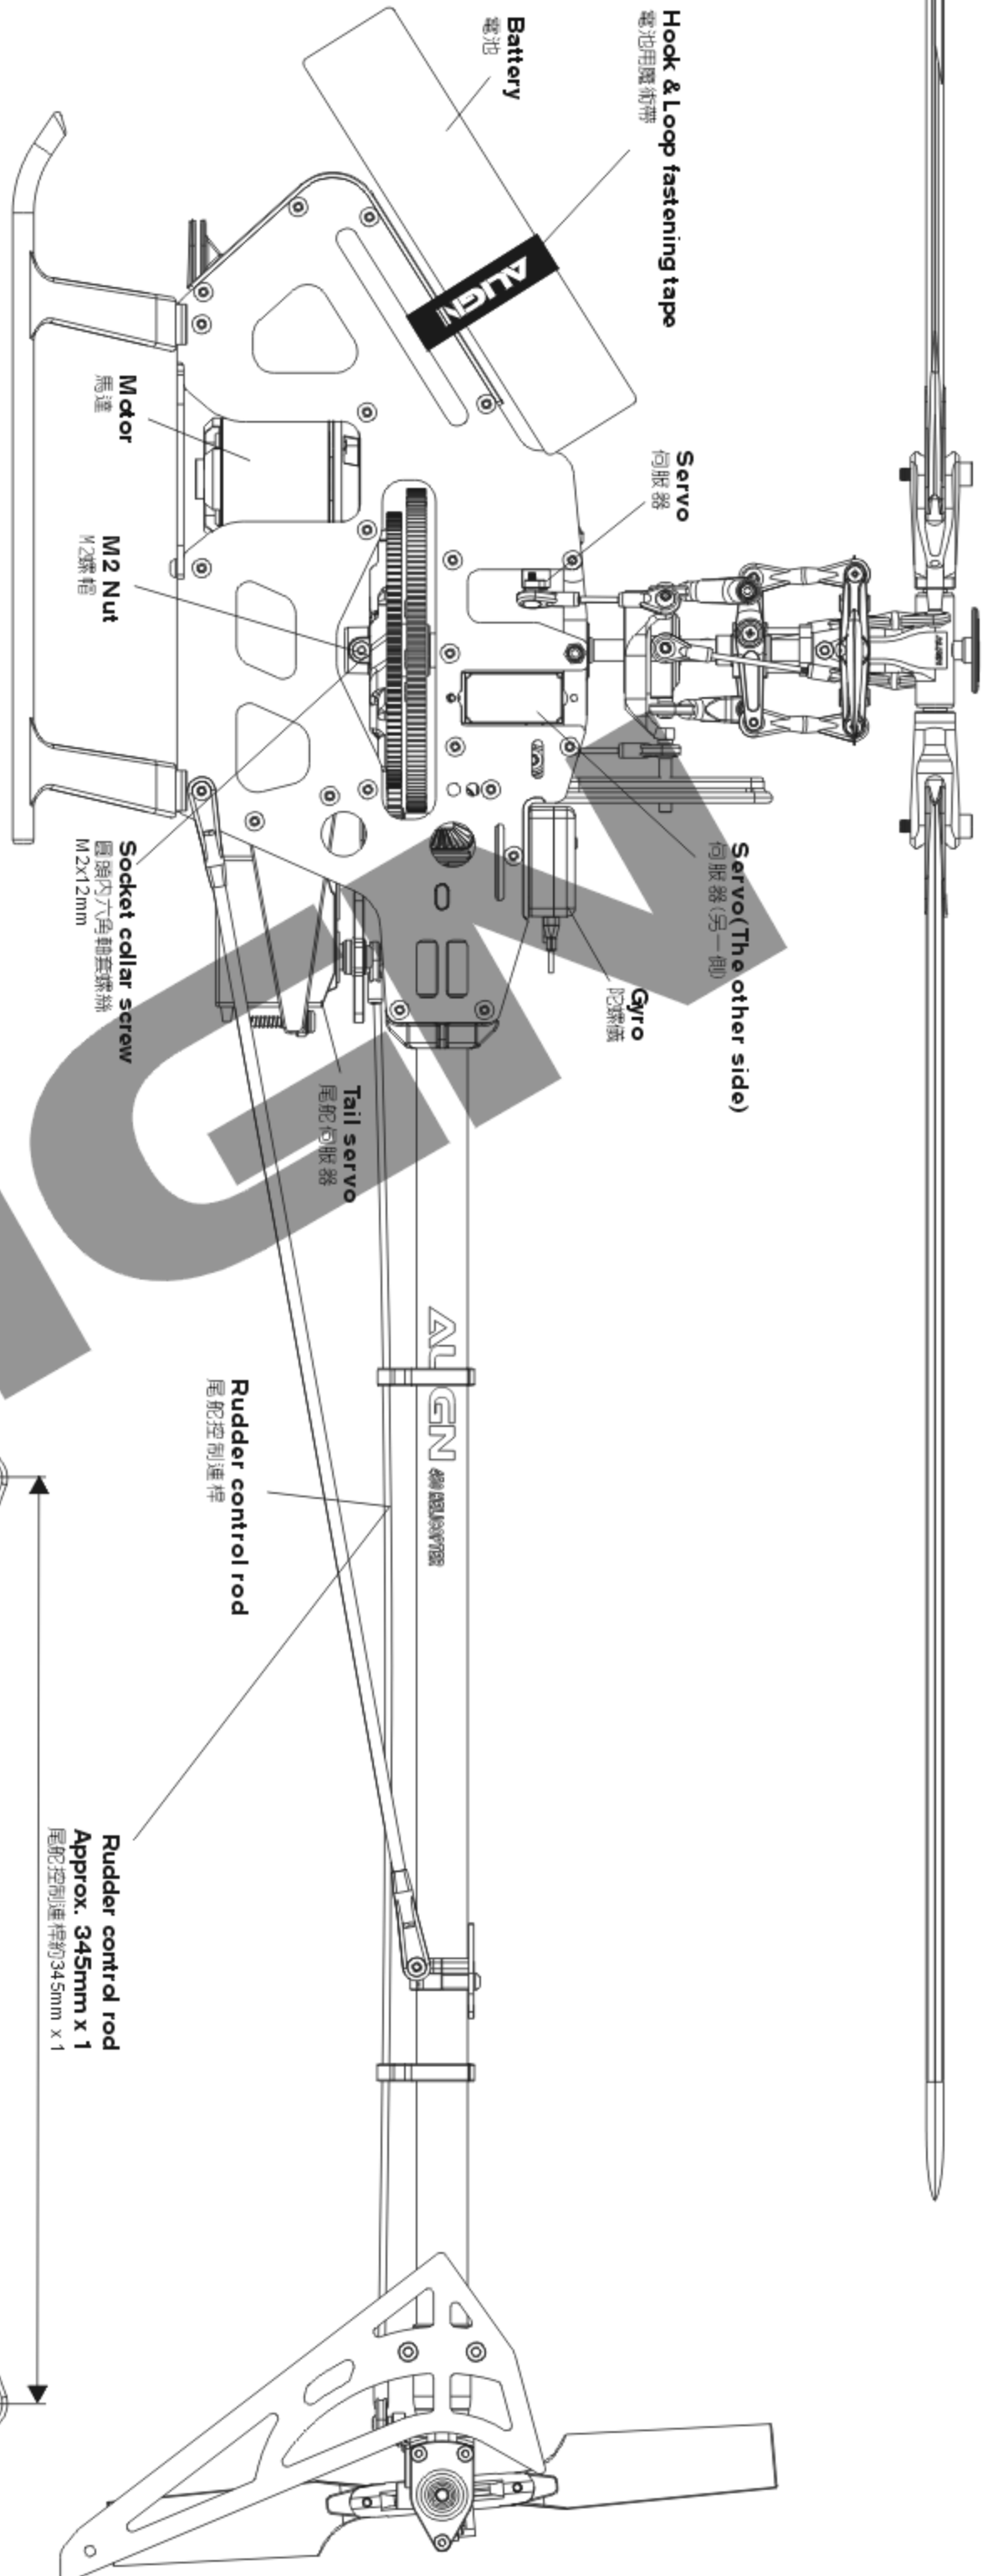 Hook & Loop fastening tape
電池用魔術帶
Battery
電池
ALIGN
Servo
伺服器
Motor
馬達
M2 Nut
M2螺帽
Servo(The other side)
伺服器(另一側)
Gyro
陀螺儀
Socket collar screw
圓頭內六角軸套螺絲
M2x12mm
Tail servo
尾舵伺服器
ALIGN
450 HELICOPTER
Rudder control rod
尾舵控制連桿
Rudder control rod
Approx. 345mm x 1
尾舵控制連桿約345mm x 1